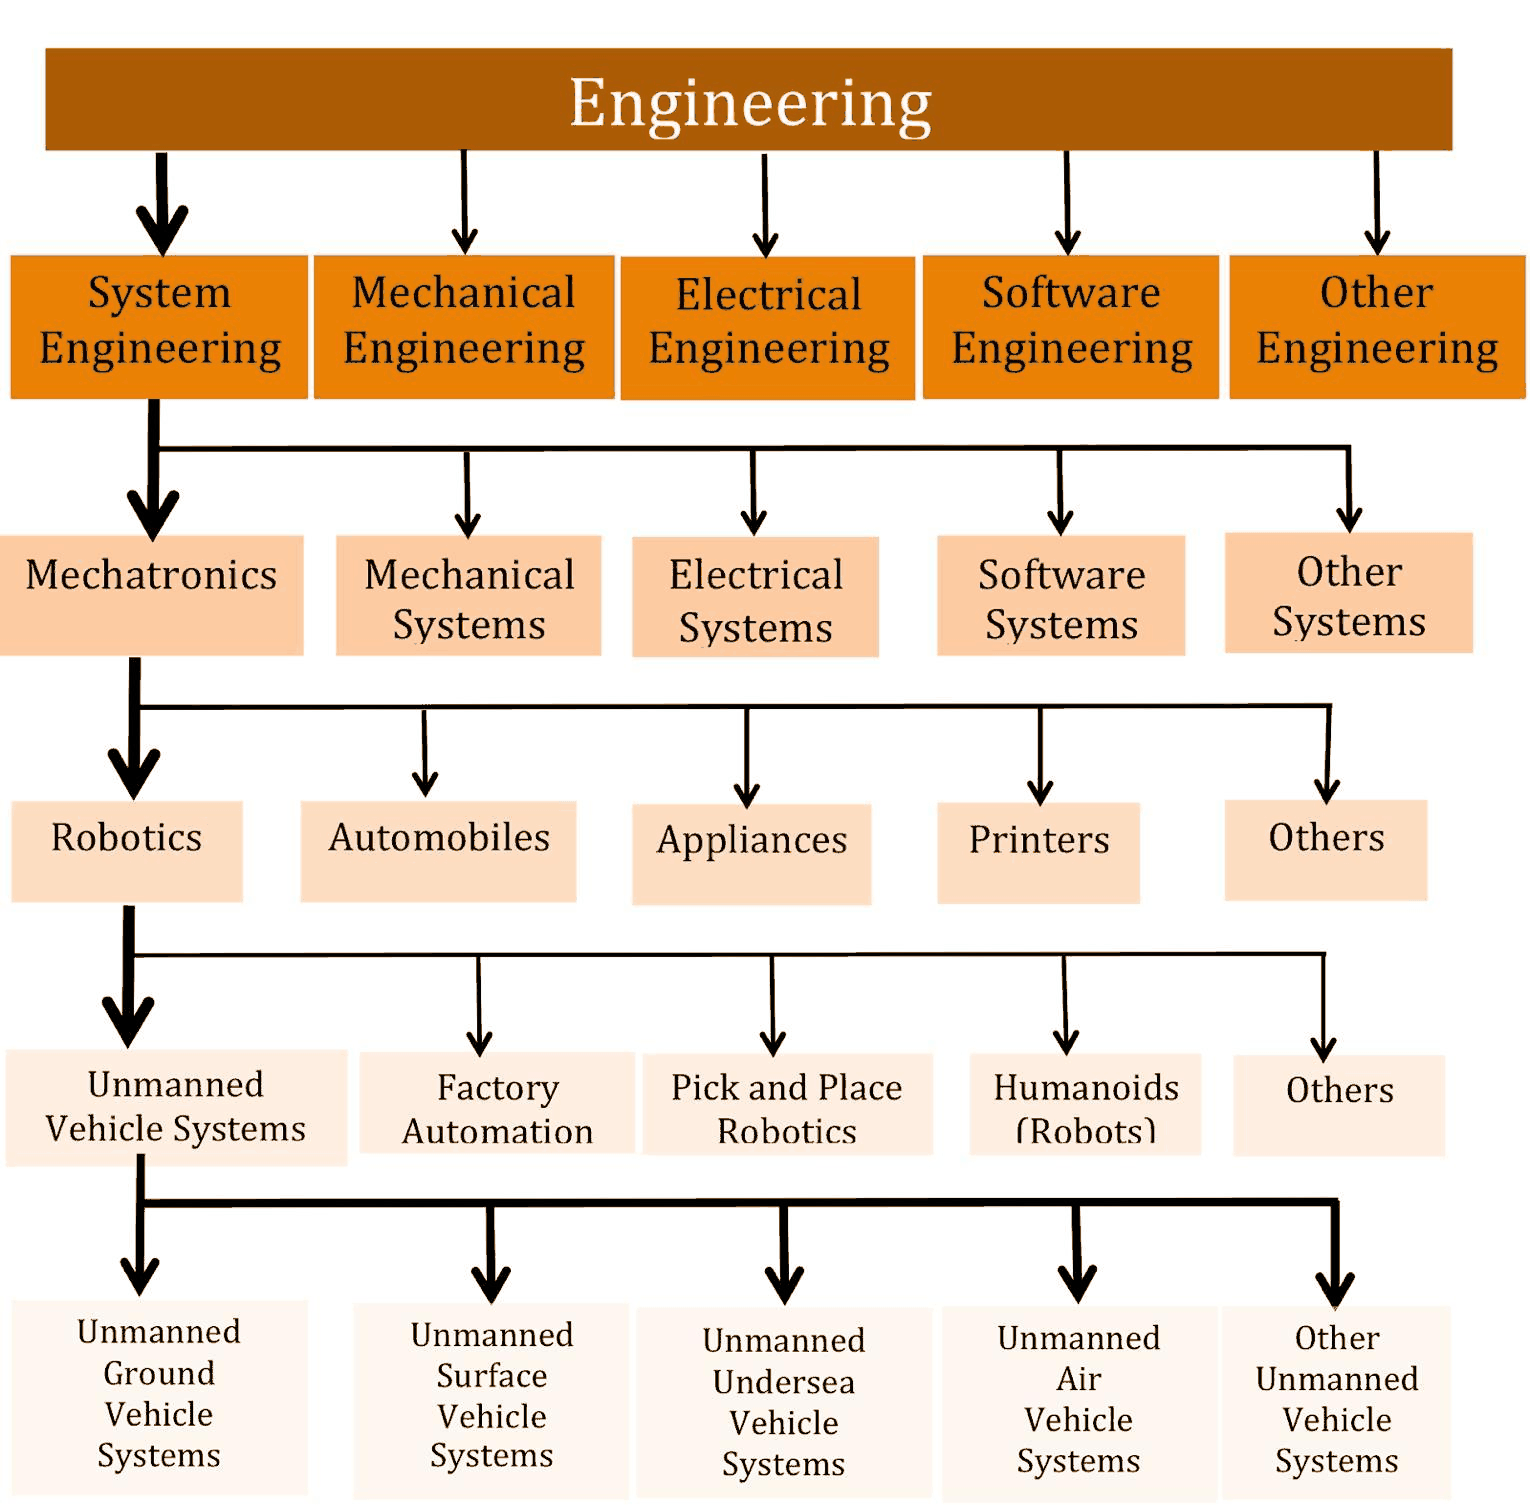 Engineering
System
Engineering
Mechanical
Engineering
Electrical
Engineering
Software
Engineering
Other
Engineering
Mechatronics
Mechanical
Systems
Electrical
Systems
Software
Systems
Other
Systems
Robotics
Automobiles
Appliances
Printers
Others
Unmanned
Vehicle Systems
Factory
Automation
Pick and Place
Robotics
Humanoids
(Robots)
Others
Unmanned
Ground
Vehicle
Systems
Unmanned
Surface
Vehicle
Systems
Unmanned
Undersea
Vehicle
Systems
Unmanned
Air
Vehicle
Systems
Other
Unmanned
Vehicle
Systems